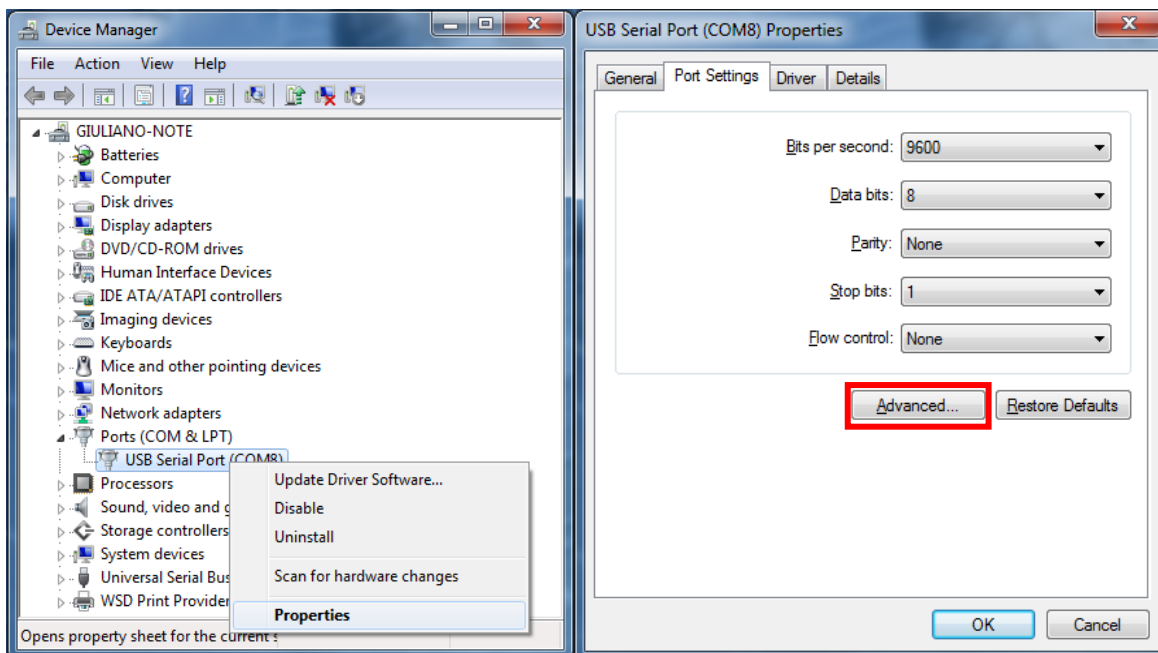 Device Manager
File Action View Help
GIULIANO-NOTE
Batteries
Computer
Disk drives
Display adapters
DVD/CD-ROM drives
Human Interface Devices
IDE ATA/ATAPI controllers
Imaging devices
Keyboards
Mice and other pointing devices
Monitors
Network adapters
Ports (COM & LPT)
USB Serial Port (COM8)
Processors
Sound, video and g
Storage controllers
System devices
Universal Serial Bus
WSD Print Provider
Update Driver Software...
Disable
Uninstall
Scan for hardware changes
Properties
Opens property sheet for the current s
USB Serial Port (COM8) Properties
General Port Settings Driver Details
Bits per second: 9600
Data bits: 8
Parity: None
Stop bits: 1
Flow control: None
Advanced... Restore Defaults
OK Cancel